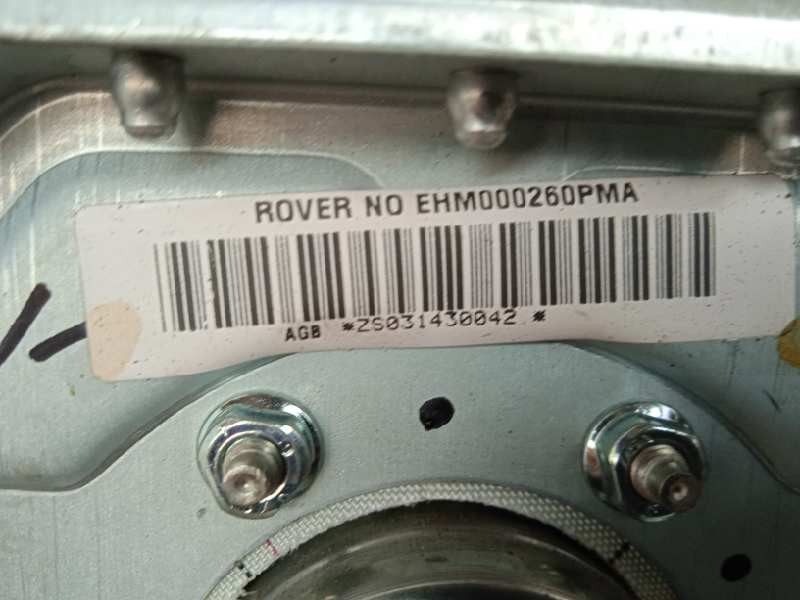 ROVER NO EHM000260PMA
AGB *ZS031430042 *